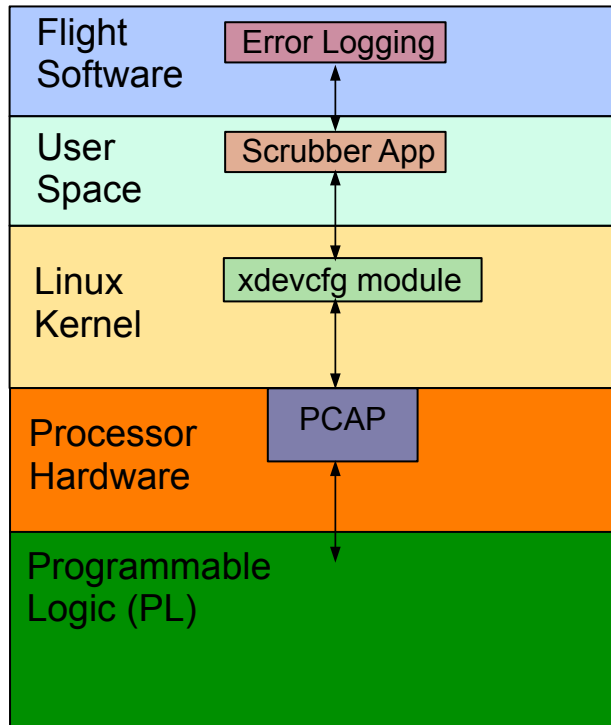 Flight
Software
Error Logging
User
Space
Scrubber App
Linux
Kernel
xdevcfg module
Processor
Hardware
PCAP
Programmable
Logic (PL)